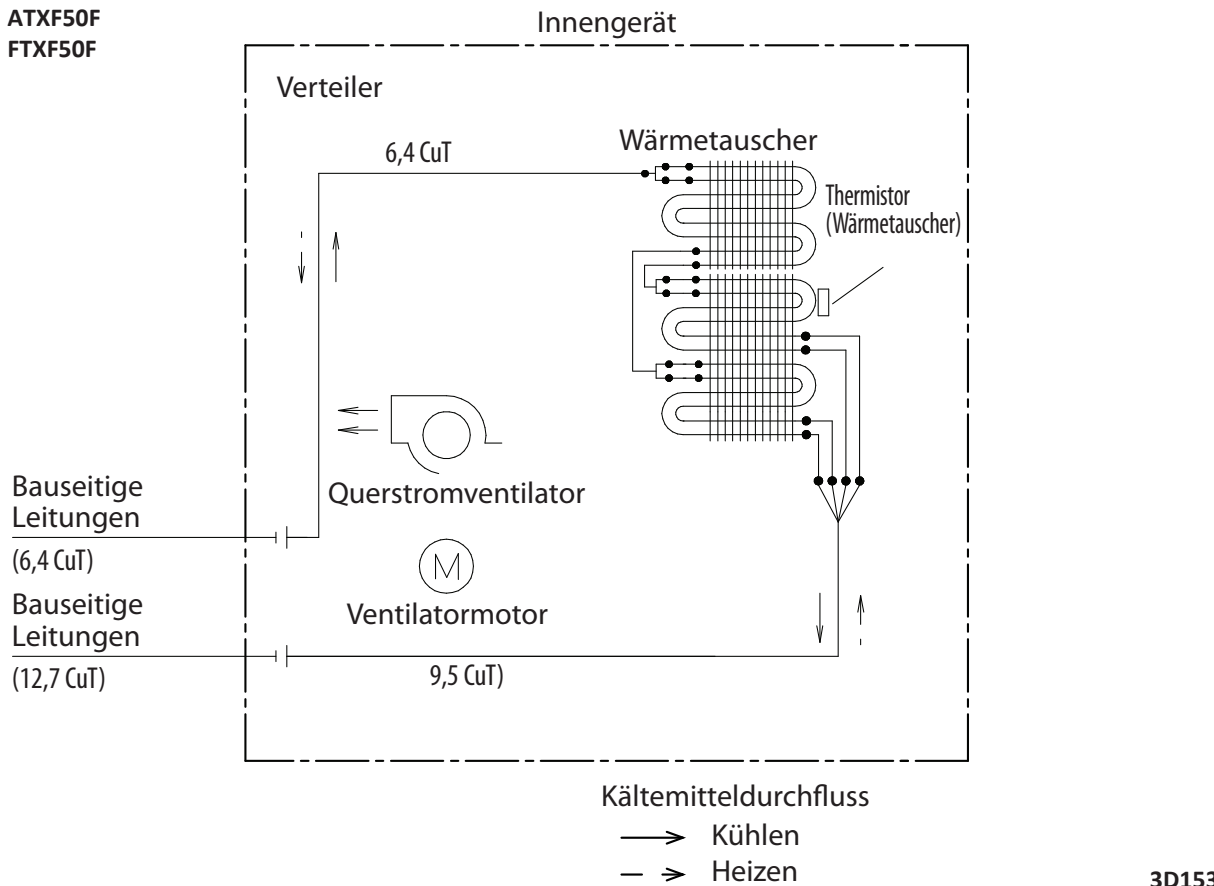 ATXF50F
FTXF50F
Innengerät
Verteiler
Wärmetauscher
6,4 CuT
Thermistor
(Wärmetauscher)
Querstromventilator
Bauseitige
Leitungen
(6,4 CuT)
M
Ventilatormotor
Bauseitige
Leitungen
(12,7 CuT)
9,5 CuT)
Kältemitteldurchfluss
Kühlen
Heizen
3D153